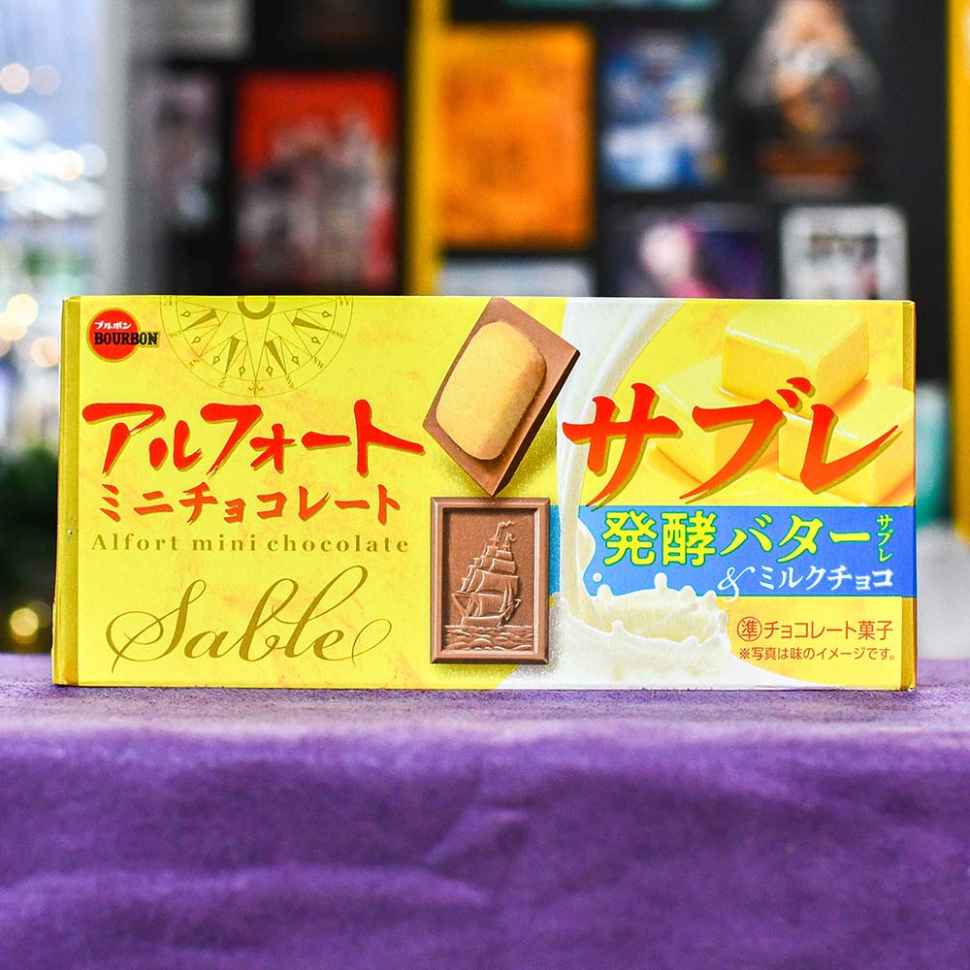 ブルボン
BOURBON
アルフォート
ミニチョコレート
Alfort mini chocolate
Sable
サブレ
発酵バターサブレ
&ミルクチョコ
準チョコレート菓子
※写真は味のイメージです。